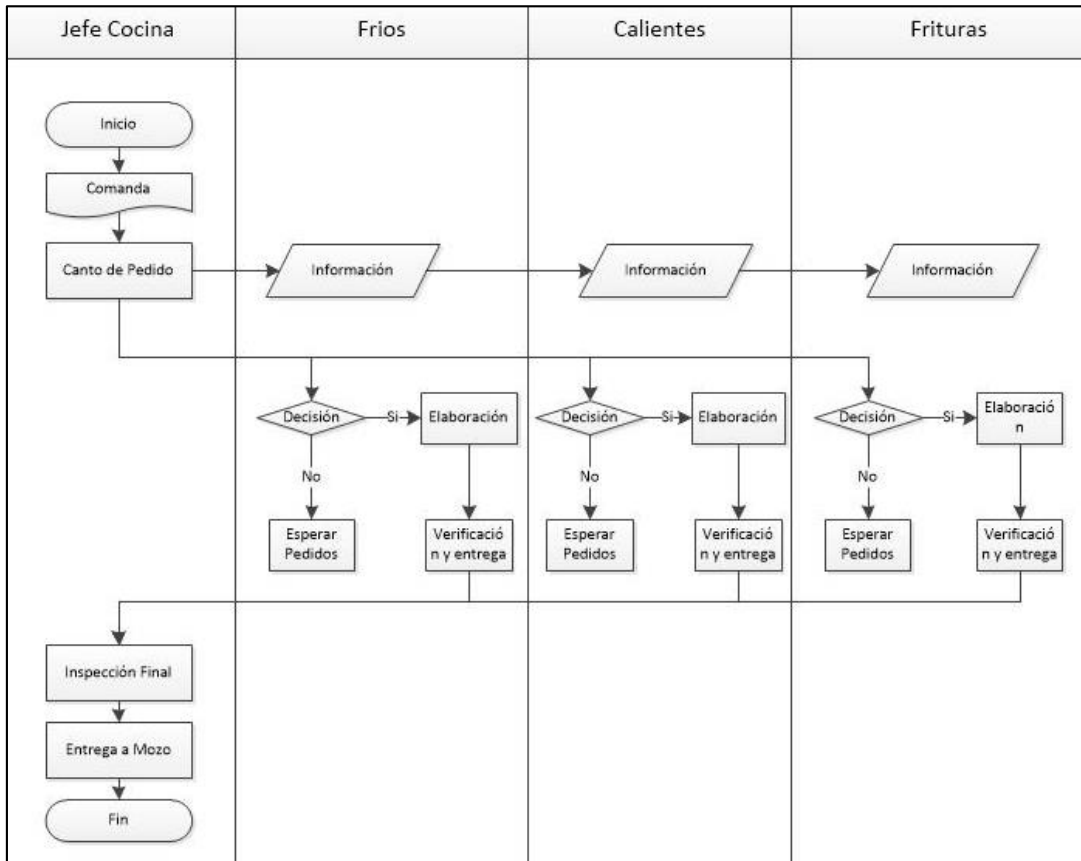 Jefe Cocina
Frios
Calientes
Frituras
Inicio
Comanda
Canto de Pedido
Información
Información
Información
Decisión
Si
Elaboración
Decisión
Si
Elaboración
Decisión
Si
Elaboració
n
No
No
No
Esperar
Pedidos
Verificació
n y entrega
Esperar
Pedidos
Verificació
n y entrega
Esperar
Pedidos
Verificació
n y entrega
Inspección Final
Entrega a Mozo
Fin